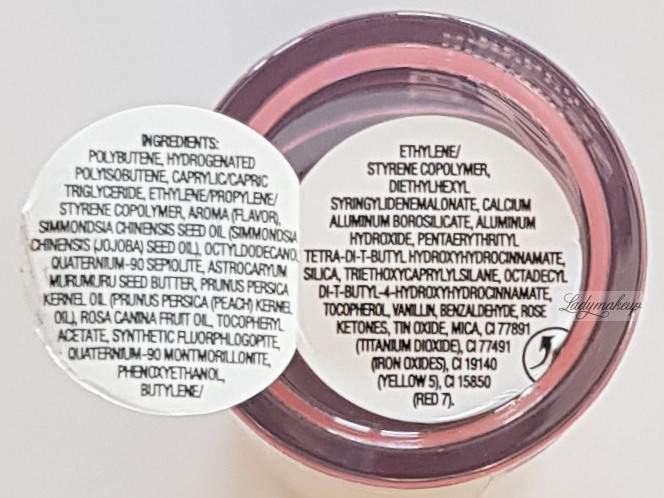 INGREDIENTS:
POLYBUTENE, HYDROGENATED
POLYISOBUTENE, CAPRYLIC/CAPRIC
TRIGLYCERIDE, ETHYLENE/PROPYLENE/
STYRENE COPOLYMER, AROMA (FLAVOR),
SIMMONDSIA CHINENSIS SEED OIL (SIMMONDSIA
CHINENSIS (JOJOBA) SEED OIL), OCTYLDODECANOL,
QUATERNIUM-90 SEPIOLITE, ASTROCARYUM
MURUMURU SEED BUTTER, PRUNUS PERSICA
KERNEL OIL (PRUNUS PERSICA (PEACH) KERNEL
OIL), ROSA CANINA FRUIT OIL, TOCOPHERYL
ACETATE, SYNTHETIC FLUORPHLOGOPITE,
QUATERNIUM-90 MONTMORILLONITE,
PHENOXYETHANOL,
BUTYLENE/
ETHYLENE/
STYRENE COPOLYMER,
DIETHYLHEXYL
SYRINGYLIDENEMALONATE, CALCIUM
ALUMINUM BOROSILICATE, ALUMINUM
HYDROXIDE, PENTAERYTHRITYL
TETRA-DI-T-BUTYL HYDROXYHYDROCINNAMATE,
SILICA, TRIETHOXYCAPRYLYLSILANE, OCTADECYL
DI-T-BUTYL-4-HYDROXYHYDROCINNAMATE,
TOCOPHEROL, VANILLIN, BENZALDEHYDE, ROSE
KETONES, TIN OXIDE, MICA, CI 77891
(TITANIUM DIOXIDE), CI 77491
(IRON OXIDES), CI 19140
(YELLOW 5), CI 15850
(RED 7).
Ladymakeup